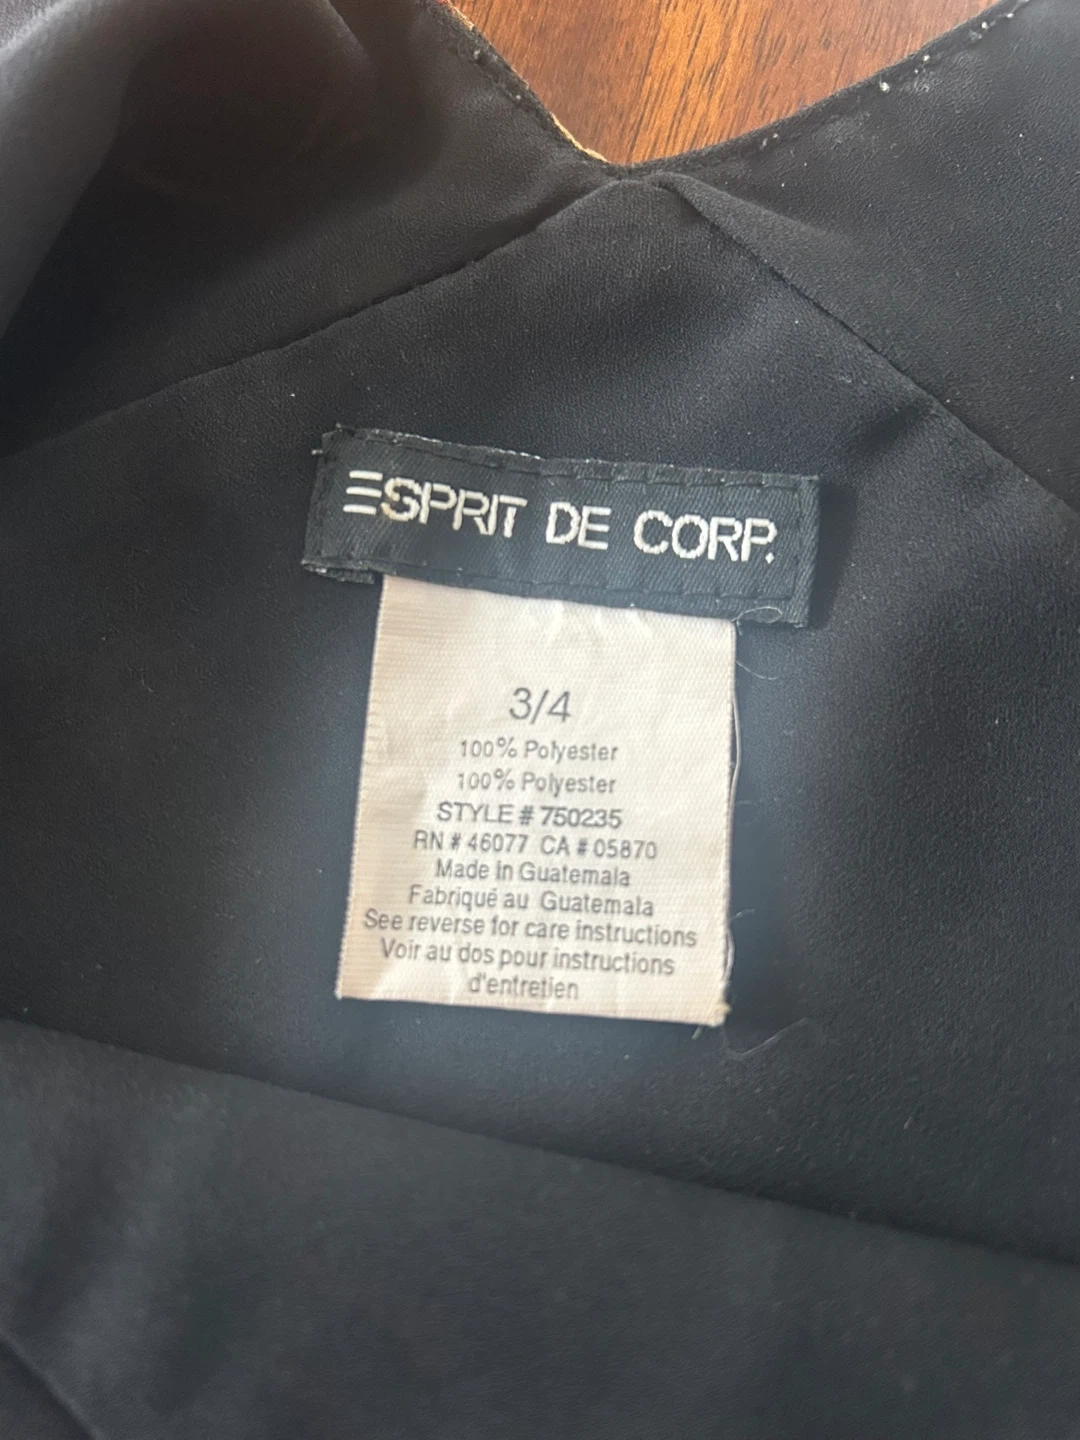 ESPRIT DE CORP.
3/4
100% Polyester
100% Polyester
STYLE # 750235
RN # 46077 CA # 05870
Made in Guatemala
Fabriqué au Guatemala
See reverse for care instructions
Voir au dos pour instructions
d'entretien